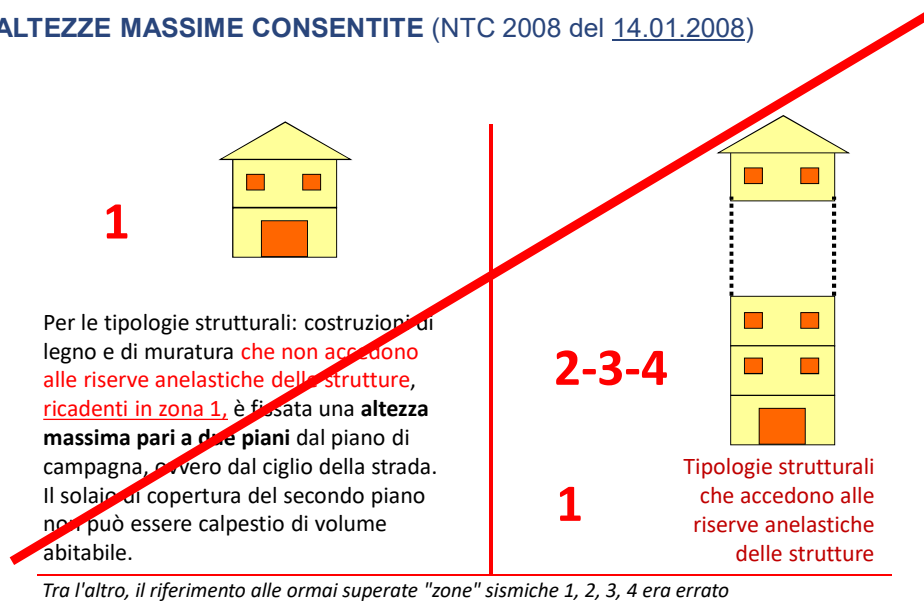 ALTEZZE MASSIME CONSENTITE (NTC 2008 del 14.01.2008)
1
Per le tipologie strutturali: costruzioni di
legno e di muratura che non accedono
alle riserve anelastiche delle strutture,
ricadenti in zona 1, è fissata una altezza
massima pari a due piani dal piano di
campagna, ovvero dal ciglio della strada.
Il solaio di copertura del secondo piano
non può essere calpestio di volume
abitabile.
2-3-4
1
Tipologie strutturali
che accedono alle
riserve anelastiche
delle strutture
Tra l'altro, il riferimento alle ormai superate "zone" sismiche 1, 2, 3, 4 era errato